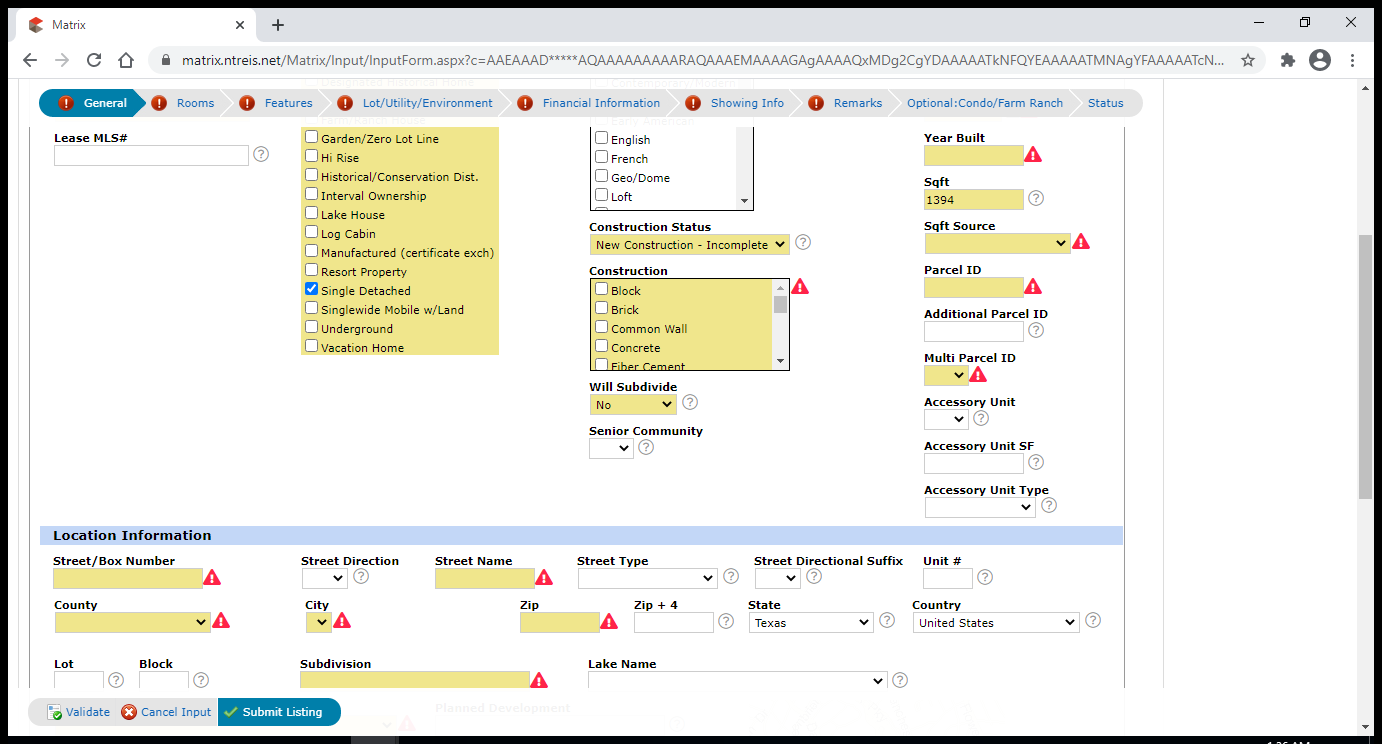 Matrix
matrix.ntreis.net/Matrix/Input/InputForm.aspx?c=AAEAAAD*****AQAAAAAAAAARAQAAAEMAAAAGAgAAAAQxMDg2CgYDAAAAATkNFQYEAAAAATMNAgYFAAAAATcN...
General
Rooms
Features
Lot/Utility/Environment
Financial Information
Showing Info
Remarks
Optional:Condo/Farm Ranch
Status
Lease MLS#
Garden/Zero Lot Line
Hi Rise
Historical/Conservation Dist.
Interval Ownership
Lake House
Log Cabin
Manufactured (certificate exch)
Resort Property
Single Detached
Singlewide Mobile w/Land
Underground
Vacation Home
Early American
English
French
Geo/Dome
Loft
Construction Status
New Construction - Incomplete
Construction
Block
Brick
Common Wall
Concrete
Fiber Cement
Will Subdivide
No
Senior Community
Year Built
Sqft
1394
Sqft Source
Parcel ID
Additional Parcel ID
Multi Parcel ID
Accessory Unit
Accessory Unit SF
Accessory Unit Type
Location Information
Street/Box Number
Street Direction
Street Name
Street Type
Street Directional Suffix
Unit #
County
City
Zip
Zip + 4
State
Texas
Country
United States
Lot
Block
Subdivision
Lake Name
Planned Development
Validate
Cancel Input
Submit Listing